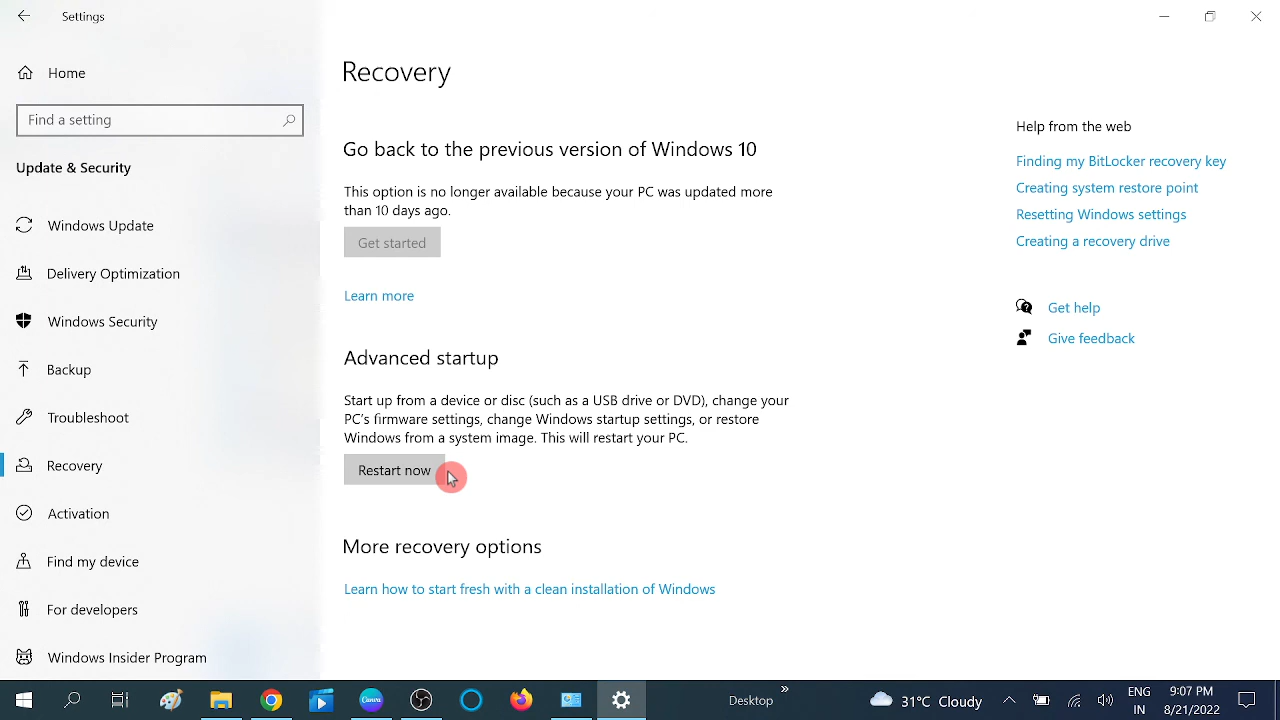 Settings
Home
Find a setting
Update & Security
Windows Update
Delivery Optimization
Windows Security
Backup
Troubleshoot
Recovery
Activation
Find my device
For developers
Windows Insider Program
Recovery
Go back to the previous version of Windows 10
This option is no longer available because your PC was updated more
than 10 days ago.
Get started
Learn more
Advanced startup
Start up from a device or disc (such as a USB drive or DVD), change your
PC's firmware settings, change Windows startup settings, or restore
Windows from a system image. This will restart your PC.
Restart now
More recovery options
Learn how to start fresh with a clean installation of Windows
Help from the web
Finding my BitLocker recovery key
Creating system restore point
Resetting Windows settings
Creating a recovery drive
Get help
Give feedback
Canva
Desktop
31°C Cloudy
ENG
IN
9:07 PM
8/21/2022